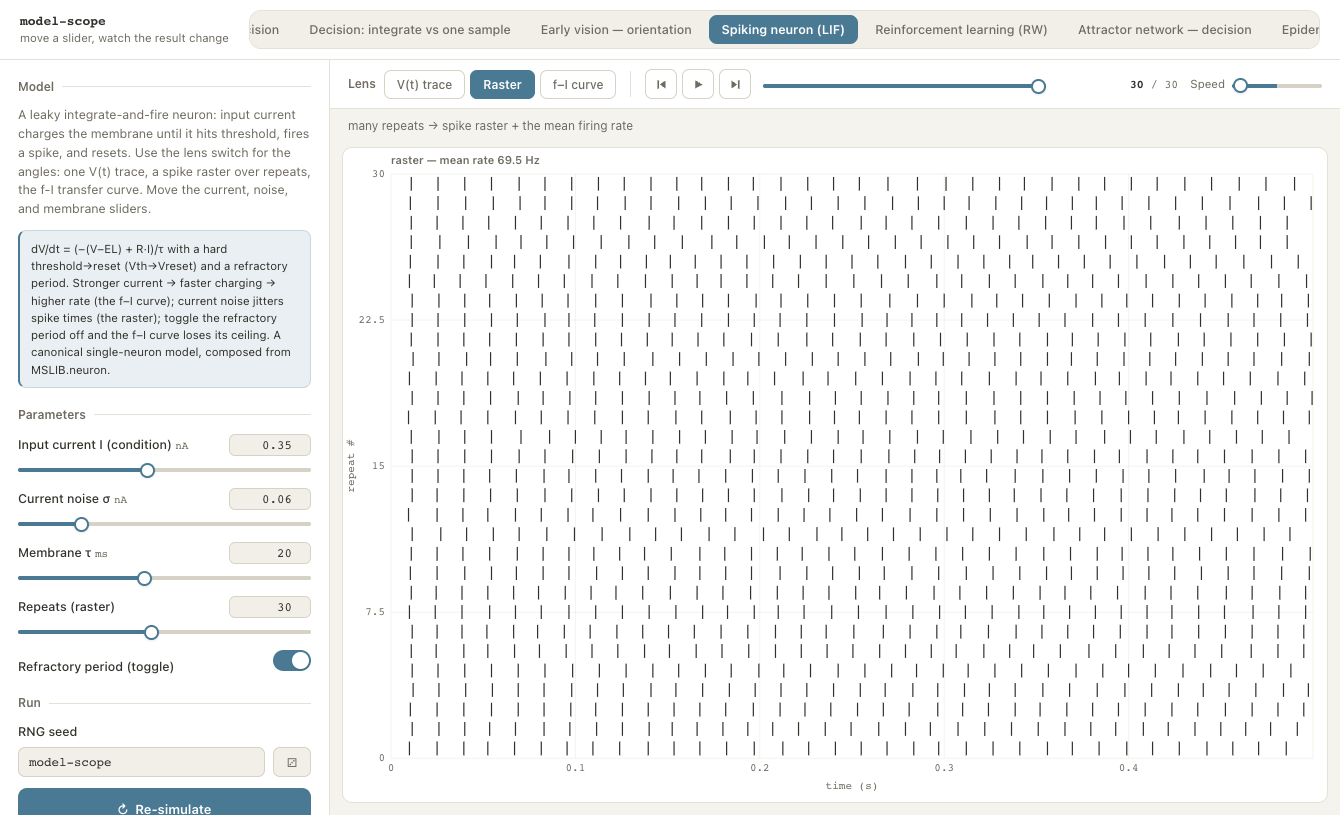 model-scope
move a slider, watch the result change
ision
Decision: integrate vs one sample
Early vision — orientation
Spiking neuron (LIF)
Reinforcement learning (RW)
Attractor network — decision
Epider
Model
A leaky integrate-and-fire neuron: input current
charges the membrane until it hits threshold, fires
a spike, and resets. Use the lens switch for the
angles: one V(t) trace, a spike raster over repeats,
the f-I transfer curve. Move the current, noise,
and membrane sliders.
dV/dt = (−(V−EL) + R·I)/τ with a hard
threshold→reset (Vth→Vreset) and a refractory
period. Stronger current → faster charging →
higher rate (the f–I curve); current noise jitters
spike times (the raster); toggle the refractory
period off and the f–I curve loses its ceiling. A
canonical single-neuron model, composed from
MSLIB.neuron.
Parameters
Input current I (condition) nA
0.35
Current noise σ nA
0.06
Membrane τ ms
20
Repeats (raster)
30
Refractory period (toggle)
Run
RNG seed
model-scope
↻ Re-simulate
Lens
V(t) trace
Raster
f–I curve
30 / 30
Speed
many repeats → spike raster + the mean firing rate
raster — mean rate 69.5 Hz
30
22.5
15
7.5
0
repeat #
0
0.1
0.2
0.3
0.4
time (s)